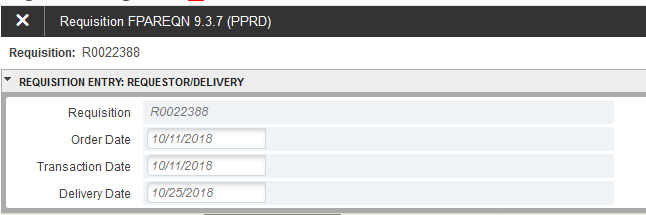 Requisition FPAREQN 9.3.7 (PPRD)
Requisition: R0022388
REQUISITION ENTRY: REQUESTOR/DELIVERY
Requisition R0022388
Order Date 10/11/2018
Transaction Date 10/11/2018
Delivery Date 10/25/2018